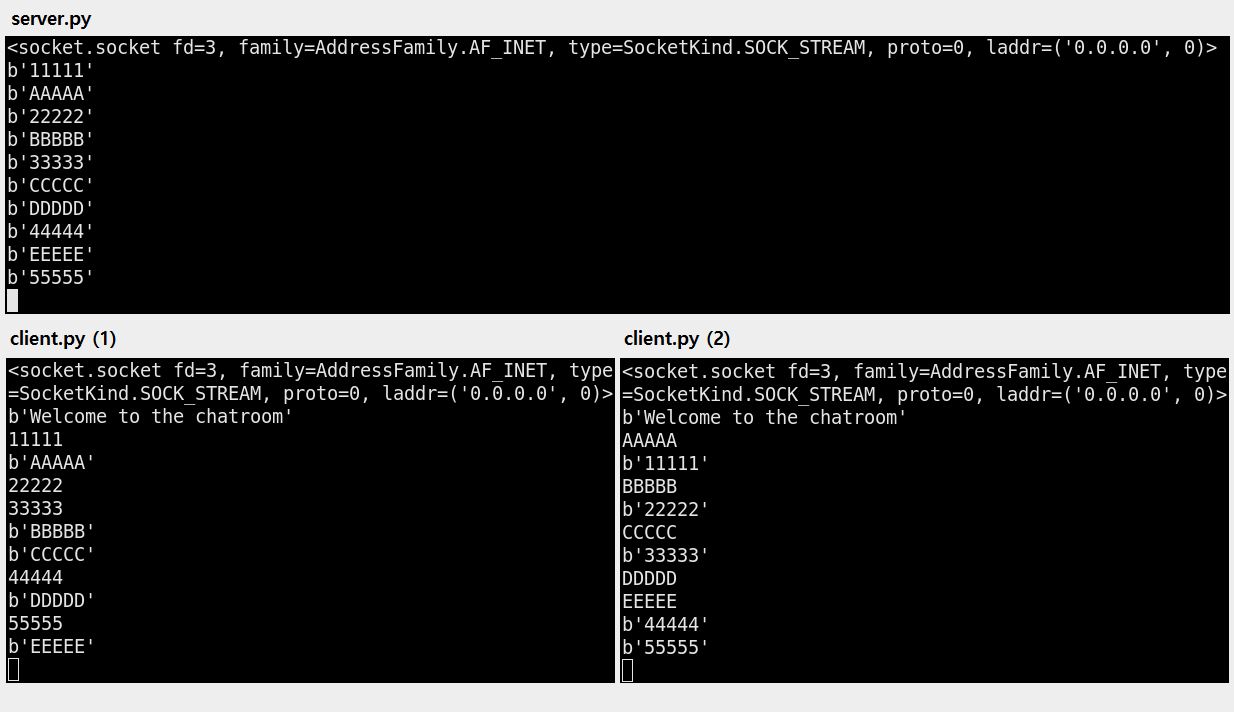 server.py
<socket.socket fd=3, family=AddressFamily.AF_INET, type=SocketKind.SOCK_STREAM, proto=0, laddr=('0.0.0.0', 0)>
b'11111'
b'AAAAA'
b'22222'
b'BBBBB'
b'33333'
b'CCCCC'
b'DDDDD'
b'44444'
b'EEEEE'
b'55555'
client.py (1)
<socket.socket fd=3, family=AddressFamily.AF_INET, type
=SocketKind.SOCK_STREAM, proto=0, laddr=('0.0.0.0', 0)>
b'Welcome to the chatroom'
11111
b'AAAAA'
22222
33333
b'BBBBB'
b'CCCCC'
44444
b'DDDDD'
55555
b'EEEEE'
client.py (2)
<socket.socket fd=3, family=AddressFamily.AF_INET, type
=SocketKind.SOCK_STREAM, proto=0, laddr=('0.0.0.0', 0)>
b'Welcome to the chatroom'
AAAAA
b'11111'
BBBBB
b'22222'
CCCCC
b'33333'
DDDDD
EEEEE
b'44444'
b'55555'